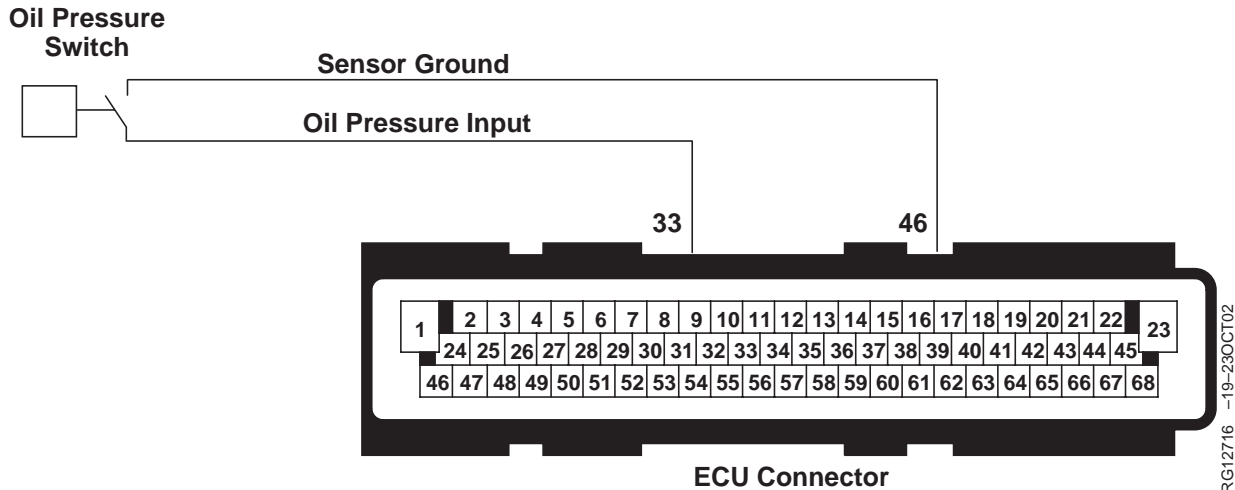 Oil Pressure
Switch
Sensor Ground
Oil Pressure Input
33 46
1 2 3 4 5 6 7 8 9 10 11 12 13 14 15 16 17 18 19 20 21 22 23
24 25 26 27 28 29 30 31 32 33 34 35 36 37 38 39 40 41 42 43 44 45
46 47 48 49 50 51 52 53 54 55 56 57 58 59 60 61 62 63 64 65 66 67 68
ECU Connector
RG12716 –19–23OCT02